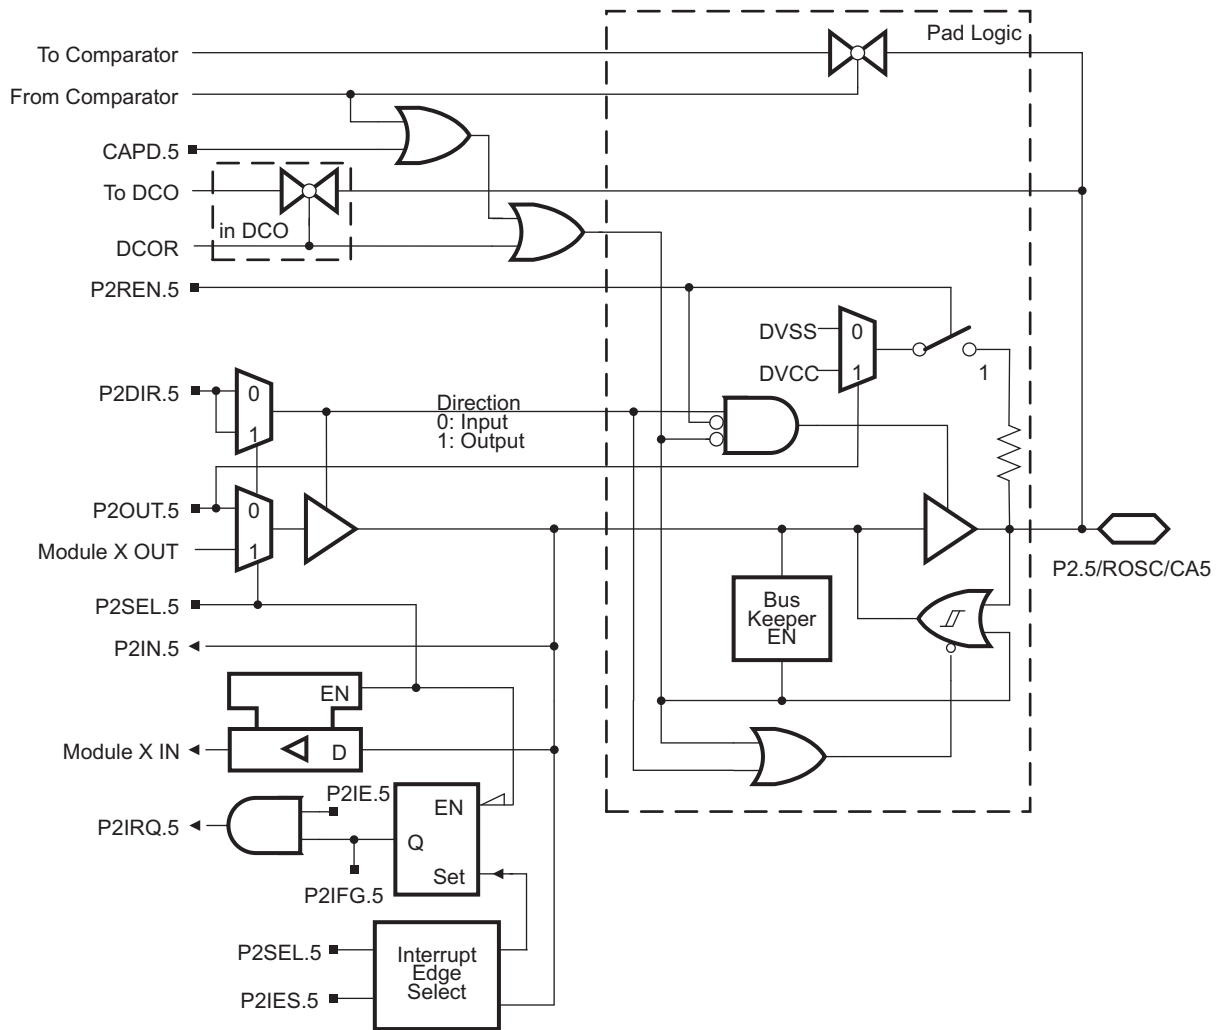 Pad Logic
To Comparator
From Comparator
CAPD.5
To DCO
in DCO
DCOR
P2REN.5
DVSS
0
DVCC
1
1
P2DIR.5
0
1
Direction
0: Input
1: Output
P2OUT.5
0
Module X OUT
1
P2SEL.5
P2IN.5
Bus
Keeper
EN
P2.5/ROSC/CA5
EN
Module X IN
D
P2IE.5
EN
P2IRQ.5
Q
Set
P2IFG.5
P2SEL.5
P2IES.5
Interrupt
Edge
Select